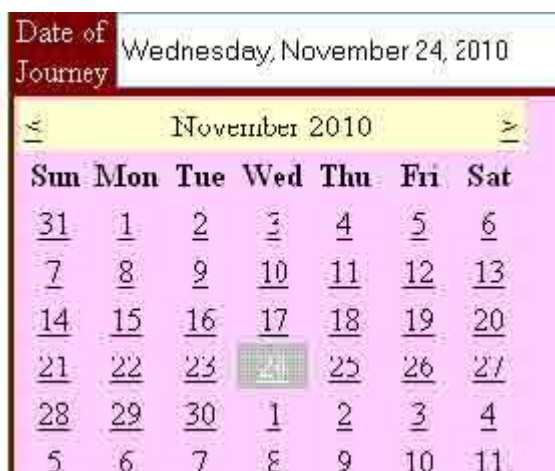 Date of
Journey
Wednesday, November 24, 2010
< November 2010 >
Sun Mon Tue Wed Thu Fri Sat
31 1 2 3 4 5 6
7 8 9 10 11 12 13
14 15 16 17 18 19 20
21 22 23 24 25 26 27
28 29 30 1 2 3 4
5 6 7 8 9 10 11